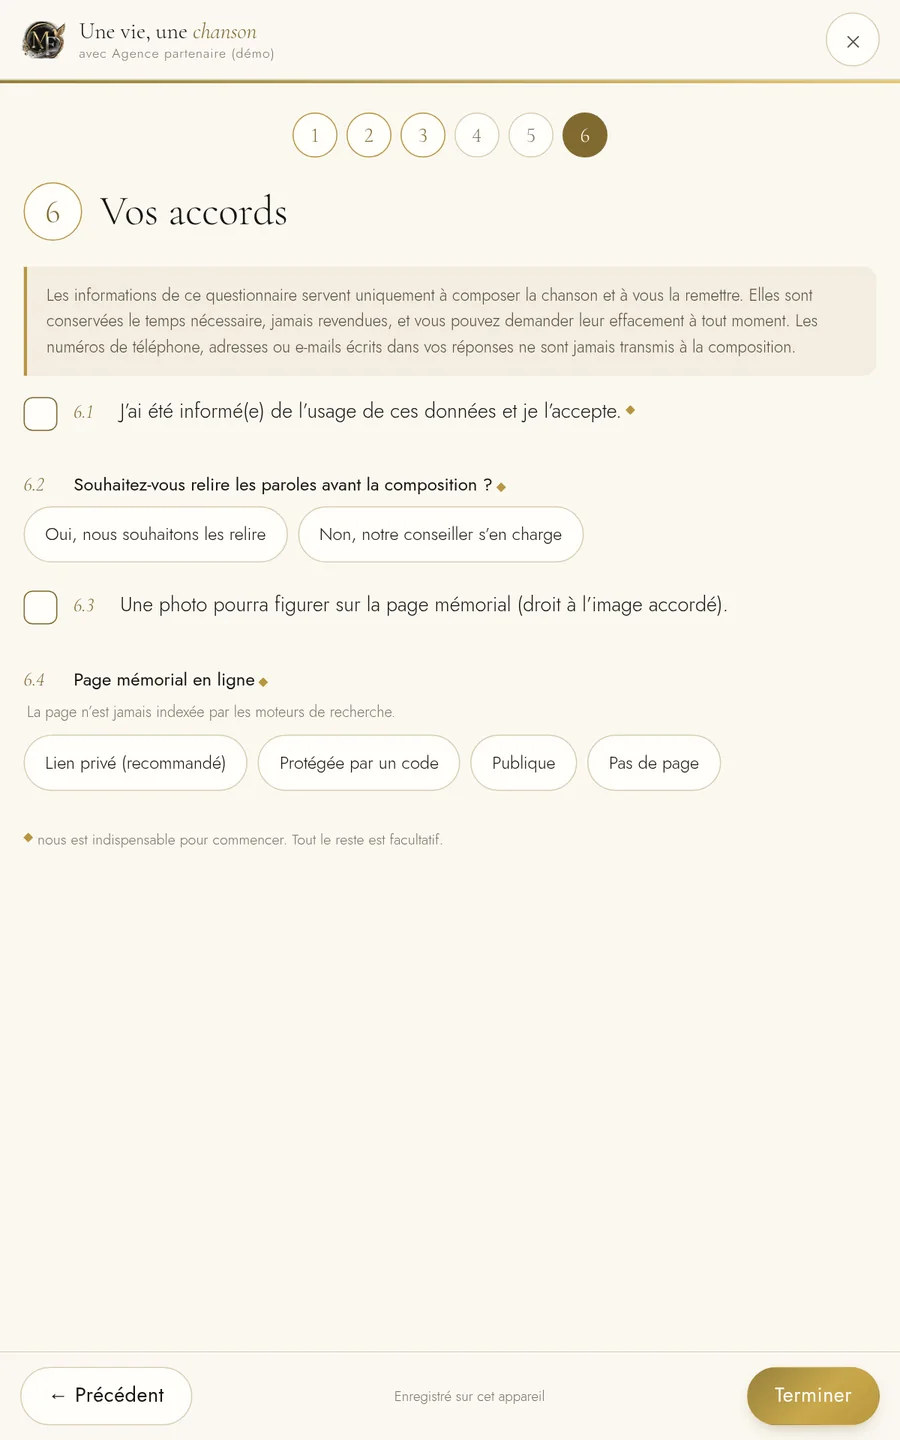 Une vie, une chanson
avec Agence partenaire (démo)
×
1 2 3 4 5 6
6 Vos accords
Les informations de ce questionnaire servent uniquement à composer la chanson et à vous la remettre. Elles sont
conservées le temps nécessaire, jamais revendues, et vous pouvez demander leur effacement à tout moment. Les
numéros de téléphone, adresses ou e-mails écrits dans vos réponses ne sont jamais transmis à la composition.
6.1 J’ai été informé(e) de l’usage de ces données et je l’accepte. ◆
6.2 Souhaitez-vous relire les paroles avant la composition ? ◆
Oui, nous souhaitons les relire Non, notre conseiller s’en charge
6.3 Une photo pourra figurer sur la page mémorial (droit à l’image accordé).
6.4 Page mémorial en ligne ◆
La page n’est jamais indexée par les moteurs de recherche.
Lien privé (recommandé) Protégée par un code Publique Pas de page
◆ nous est indispensable pour commencer. Tout le reste est facultatif.
← Précédent Enregistré sur cet appareil Terminer